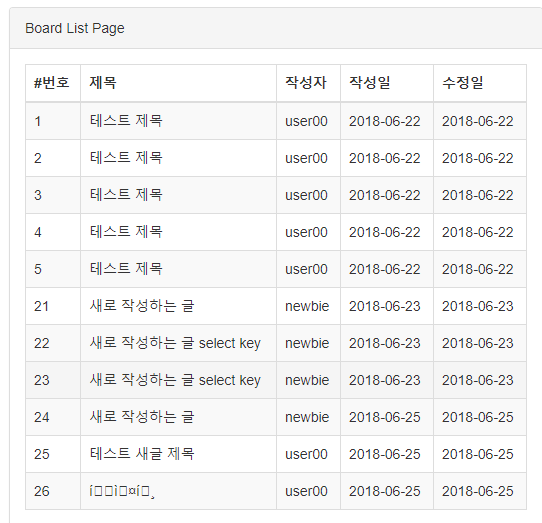 Board List Page
#번호 제목 작성자 작성일 수정일
1 테스트 제목 user00 2018-06-22 2018-06-22
2 테스트 제목 user00 2018-06-22 2018-06-22
3 테스트 제목 user00 2018-06-22 2018-06-22
4 테스트 제목 user00 2018-06-22 2018-06-22
5 테스트 제목 user00 2018-06-22 2018-06-22
21 새로 작성하는 글 newbie 2018-06-23 2018-06-23
22 새로 작성하는 글 select key newbie 2018-06-23 2018-06-23
23 새로 작성하는 글 select key newbie 2018-06-23 2018-06-23
24 새로 작성하는 글 newbie 2018-06-25 2018-06-25
25 테스트 새글 제목 user00 2018-06-25 2018-06-25
26 user00 2018-06-25 2018-06-25